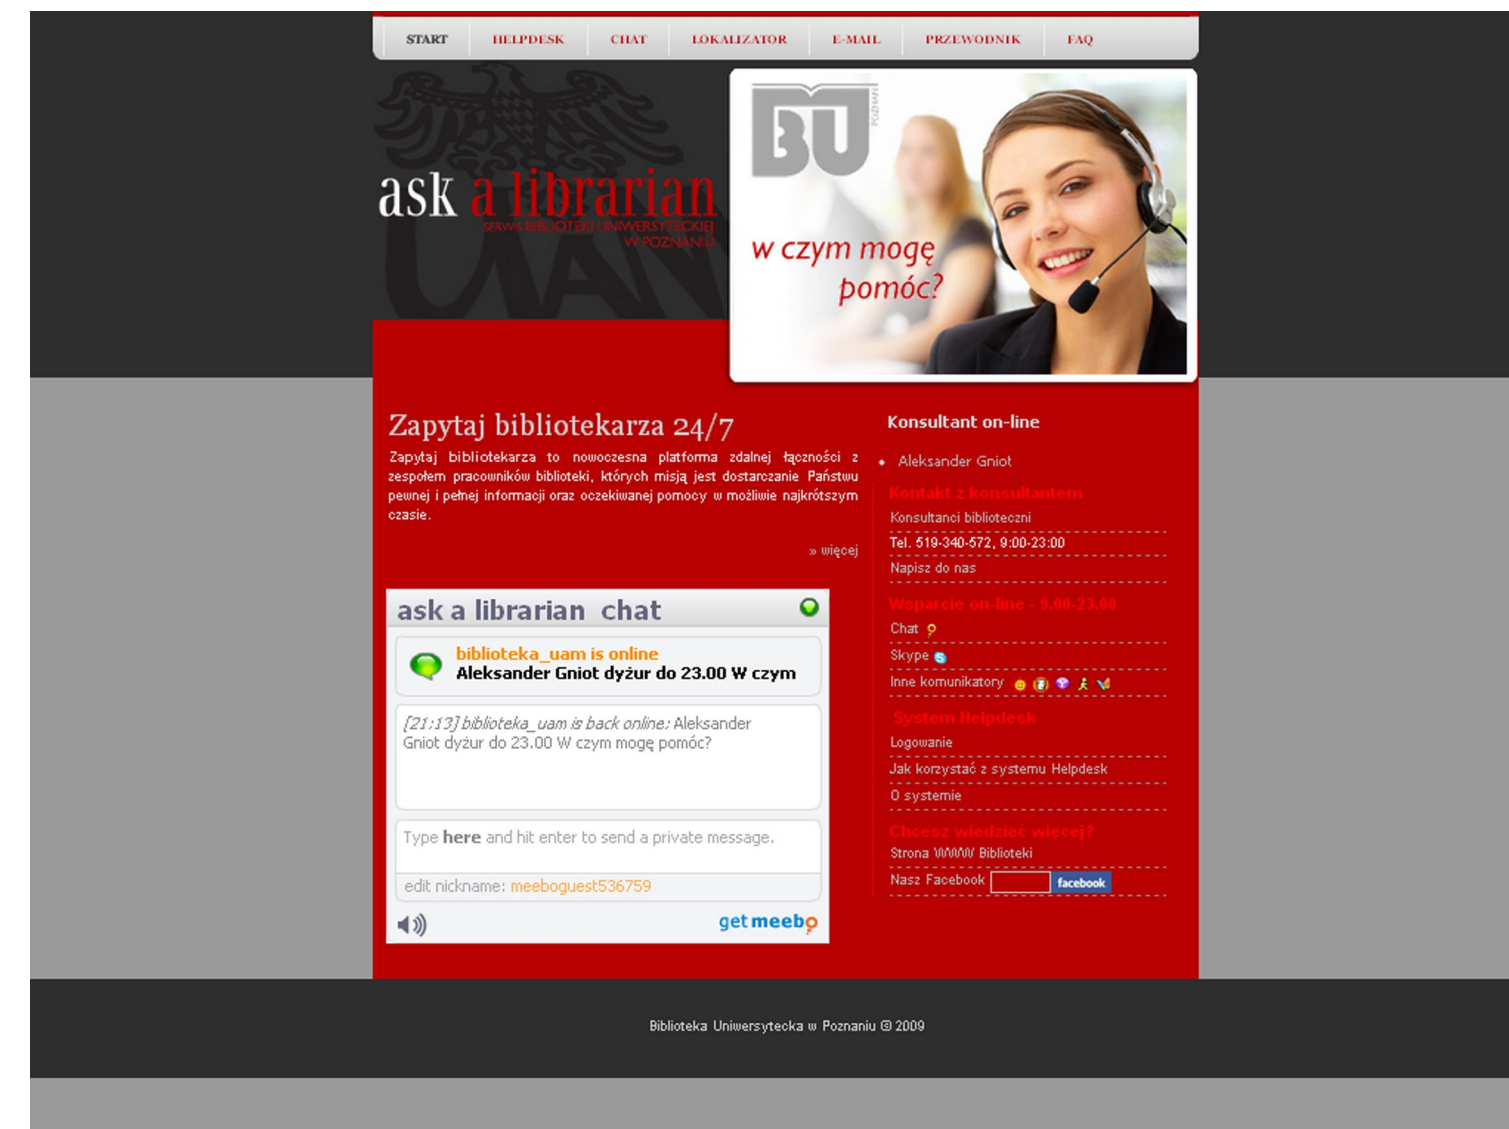 START HELPDESK CHAT LOKALIZATOR E-MAIL PRZEWODNIK FAQ
BU
POZNAŃ
ask a librarian
SERWIS BIBLIOTEKI UNIWERSYTECKIEJ
W POZNANIU
UAM
w czym mogę
pomóc?
Zapytaj bibliotekarza 24/7
Zapytaj bibliotekarza to nowoczesna platforma zdalnej łączności z
zespołem pracowników biblioteki, których misją jest dostarczanie Państwu
pewnej i pełnej informacji oraz oczekiwanej pomocy w możliwie najkrótszym
czasie.
» więcej
ask a librarian chat
biblioteka_uam is online
Aleksander Gniot dyżur do 23.00 W czym
[21:13] biblioteka_uam is back online: Aleksander
Gniot dyżur do 23.00 W czym mogę pomóc?
Type here and hit enter to send a private message.
edit nickname: meeboguest536759
get meebo
Konsultant on-line
Aleksander Gniot
Kontakt z konsultantem
Konsultanci biblioteczni
Tel. 519-340-572, 9:00-23:00
Napisz do nas
Wsparcie on-line - 9.00-23.00
Chat
Skype
Inne komunikatory
System Helpdesk
Logowanie
Jak korzystać z systemu Helpdesk
O systemie
Chcesz wiedzieć więcej?
Strona WWW Biblioteki
Nasz Facebook facebook
Biblioteka Uniwersytecka w Poznaniu © 2009